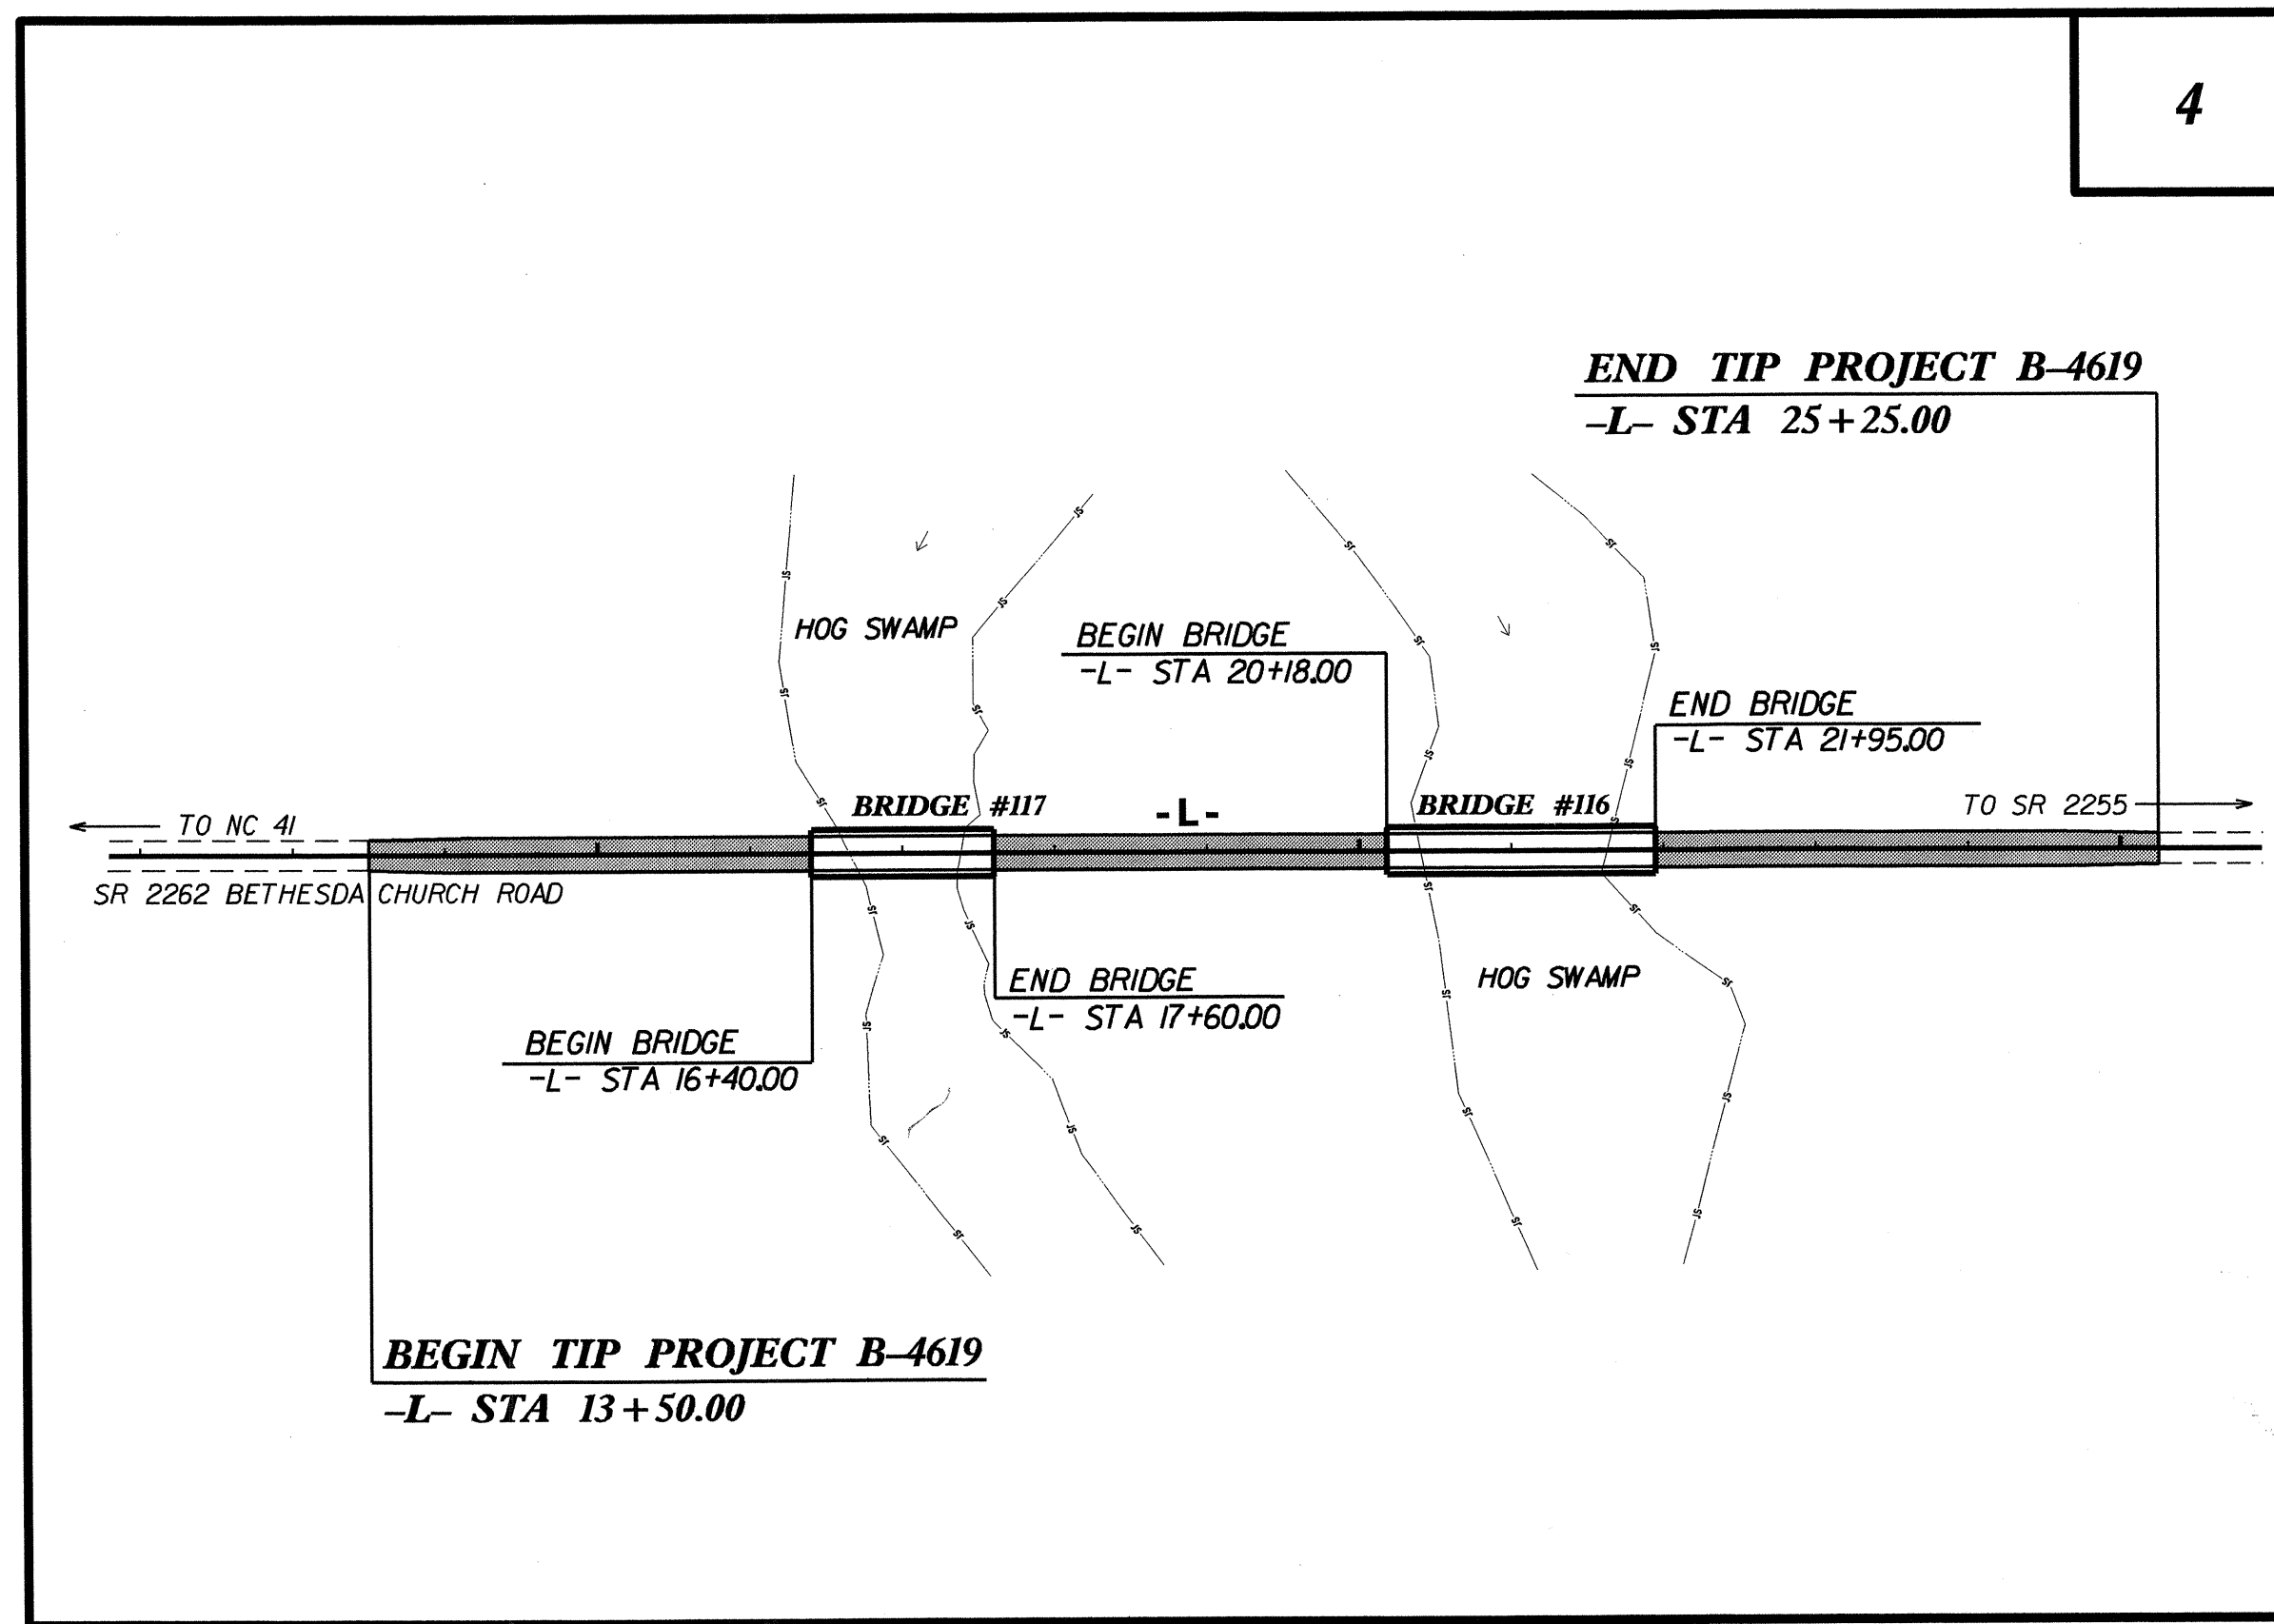 4
END TIP PROJECT B-4619
-L- STA 25+25.00
HOG SWAMP
BEGIN BRIDGE
-L- STA 20+18.00
END BRIDGE
-L- STA 21+95.00
BRIDGE #117
-L-
BRIDGE #116
TO SR 2255
TO NC 41
SR 2262 BETHESDA CHURCH ROAD
END BRIDGE
-L- STA 17+60.00
HOG SWAMP
BEGIN BRIDGE
-L- STA 16+40.00
BEGIN TIP PROJECT B-4619
-L- STA 13+50.00